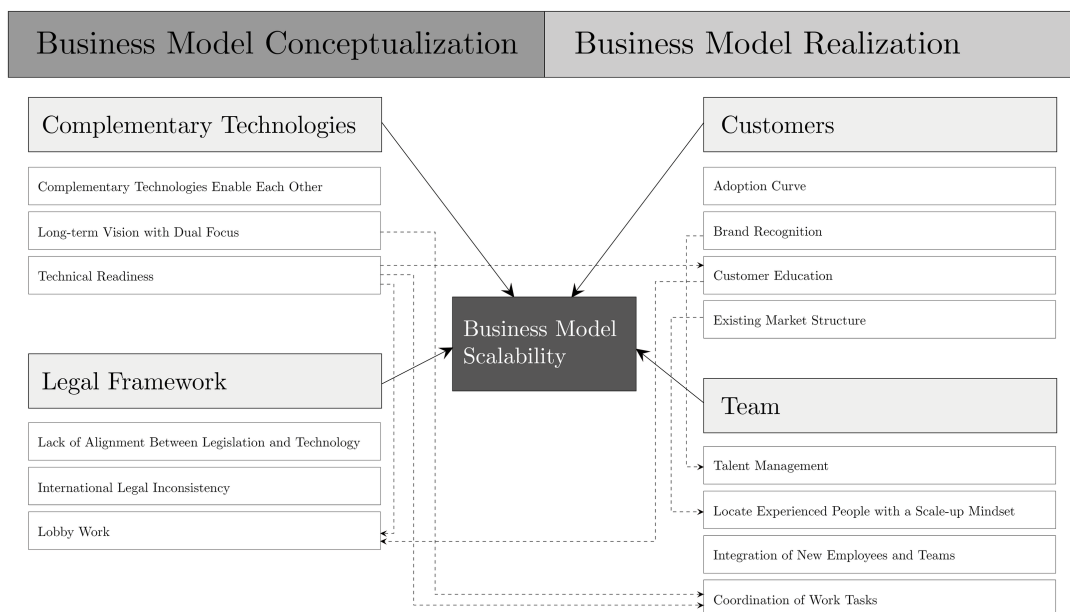 Business Model Conceptualization
Business Model Realization
Complementary Technologies
Complementary Technologies Enable Each Other
Long-term Vision with Dual Focus
Technical Readiness
Legal Framework
Lack of Alignment Between Legislation and Technology
International Legal Inconsistency
Lobby Work
Business Model
Scalability
Customers
Adoption Curve
Brand Recognition
Customer Education
Existing Market Structure
Team
Talent Management
Locate Experienced People with a Scale-up Mindset
Integration of New Employees and Teams
Coordination of Work Tasks